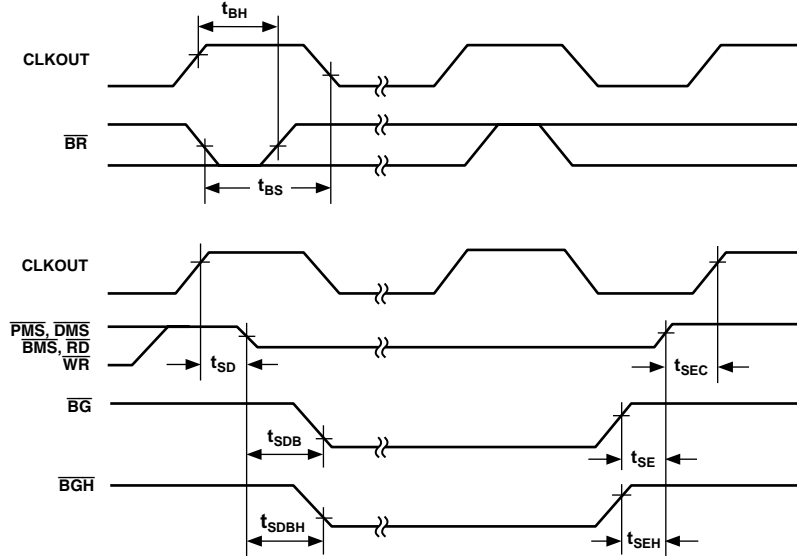 tBH
CLKOUT
BR
tBS
CLKOUT
PMS, DMS
BMS, RD
WR
tSD
tSEC
BG
tSDB
tSE
BGH
tSDBH
tSEH